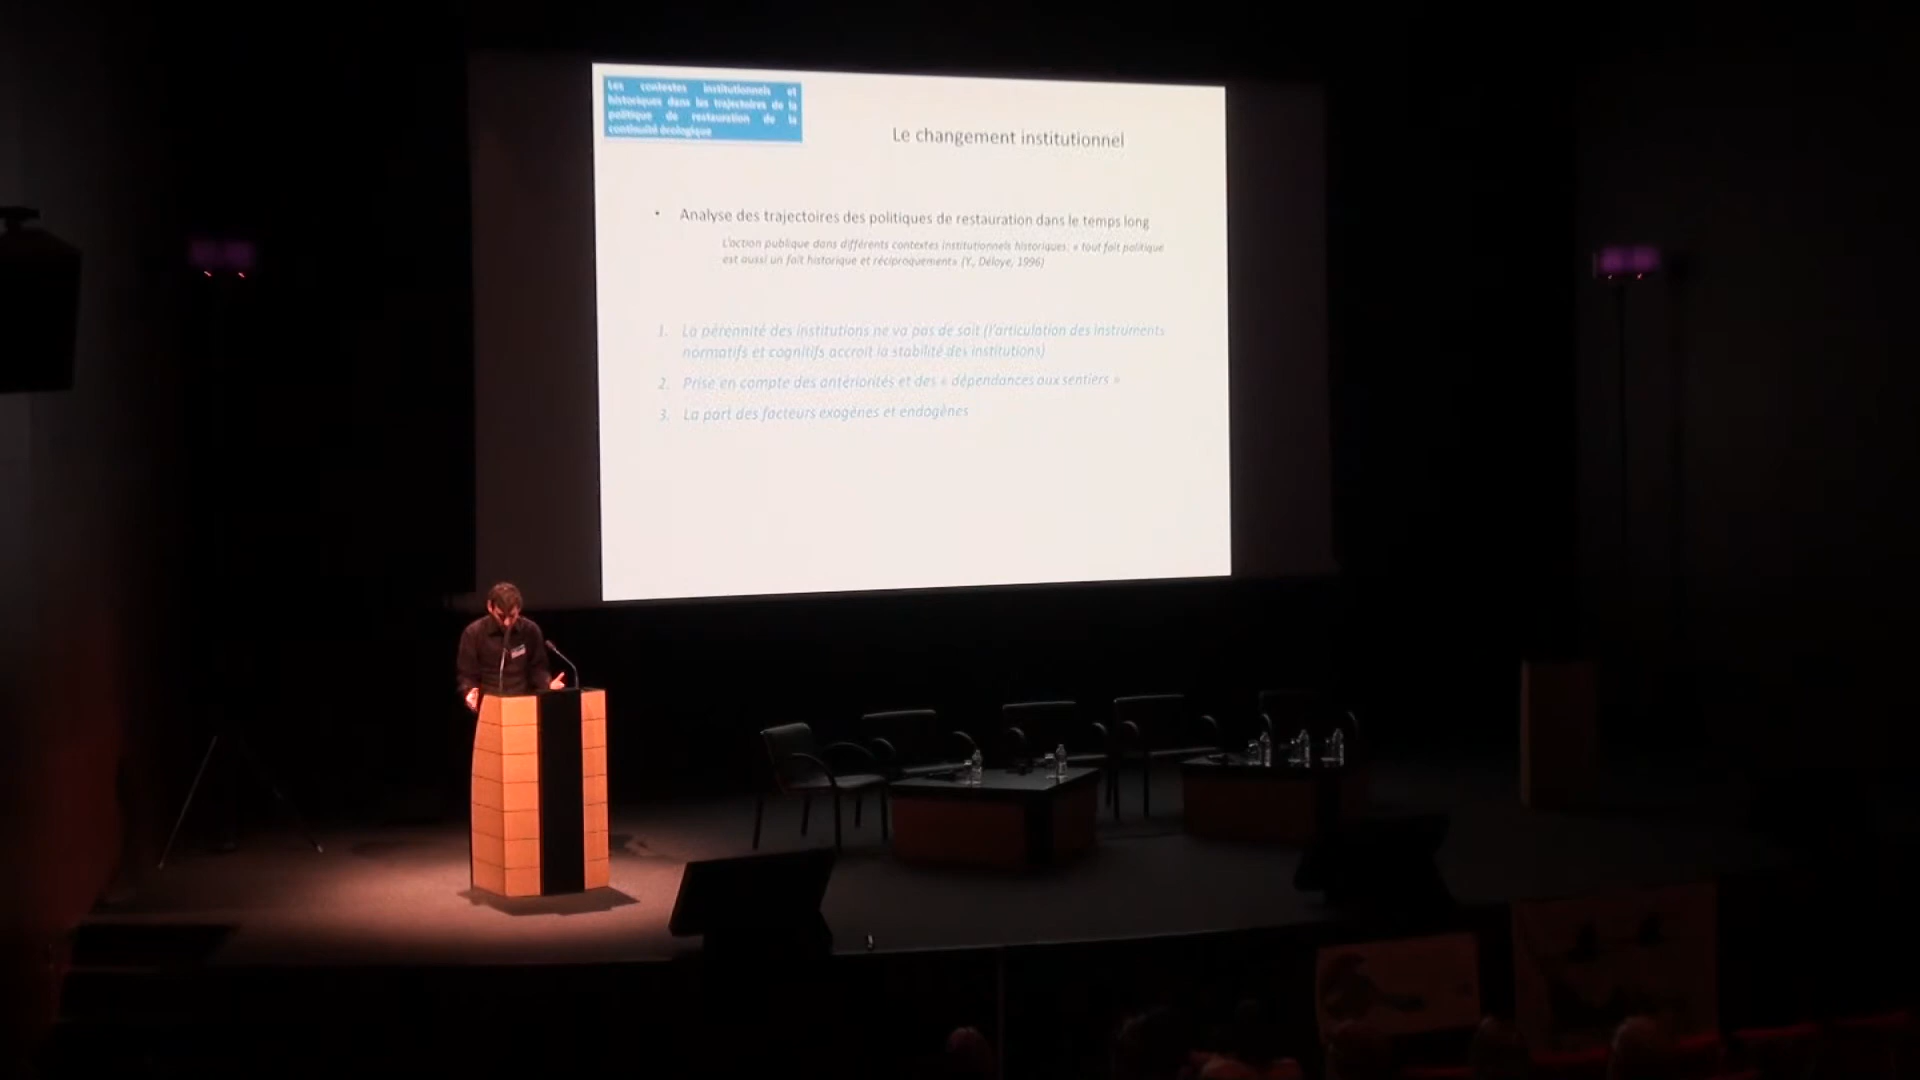 Les contextes institutionnels et
historiques dans les trajectoires de la
politique de restauration de la
continuité écologique
Le changement institutionnel
• Analyse des trajectoires des politiques de restauration dans le temps long
L'action publique dans différents contextes institutionnels historiques: « tout fait politique
est aussi un fait historique et réciproquement» (Y., Déloye, 1996)
1. La pérennité des institutions ne va pas de soit (l'articulation des instruments
normatifs et cognitifs accroit la stabilité des institutions)
2. Prise en compte des antériorités et des « dépendances aux sentiers »
3. La part des facteurs exogènes et endogènes